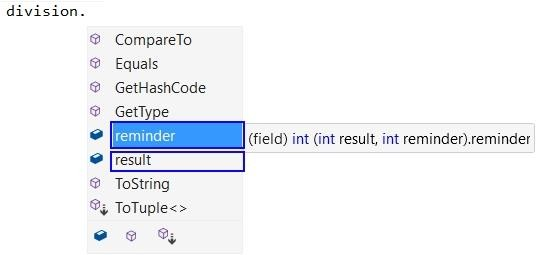 division.
CompareTo
Equals
GetHashCode
GetType
reminder (field) int (int result, int reminder).reminder
result
ToString
ToTuple<>